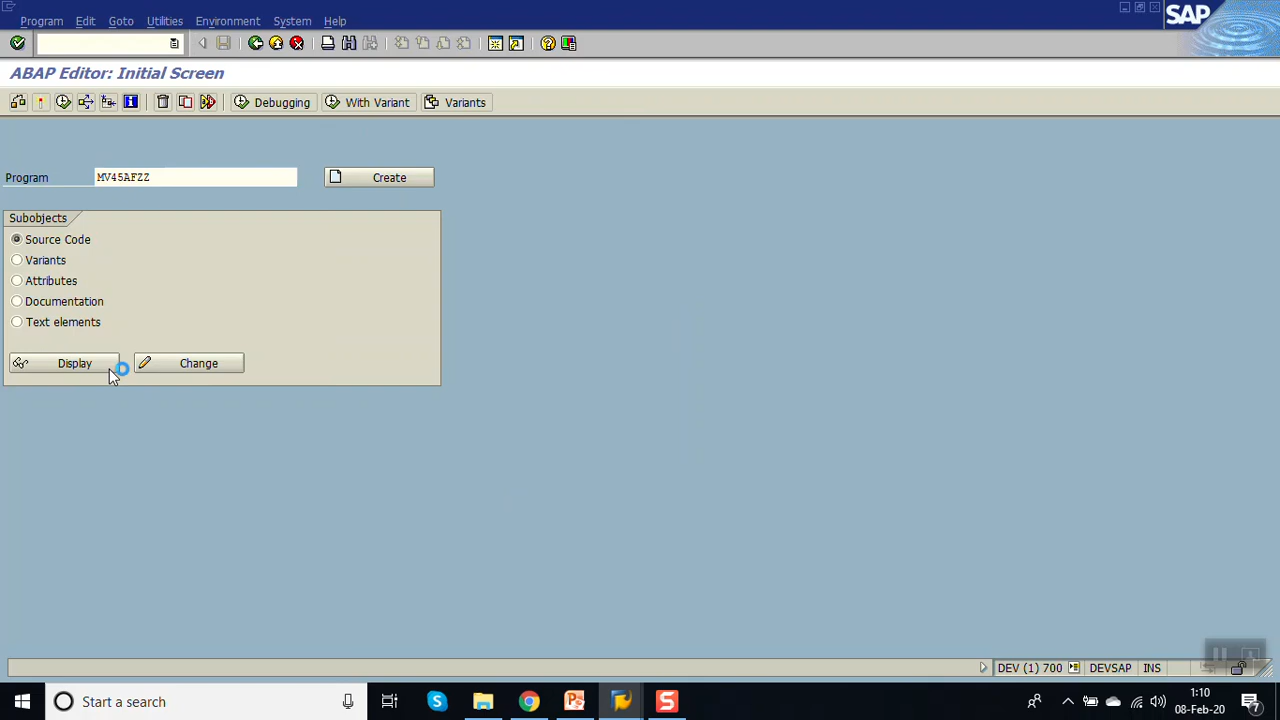 Program Edit Goto Utilities Environment System Help
SAP
ABAP Editor: Initial Screen
Debugging With Variant Variants
Program MV45AFZZ Create
Subobjects
Source Code
Variants
Attributes
Documentation
Text elements
Display Change
DEV (1) 700 DEVSAP INS
Start a search
1:10
08-Feb-20
7